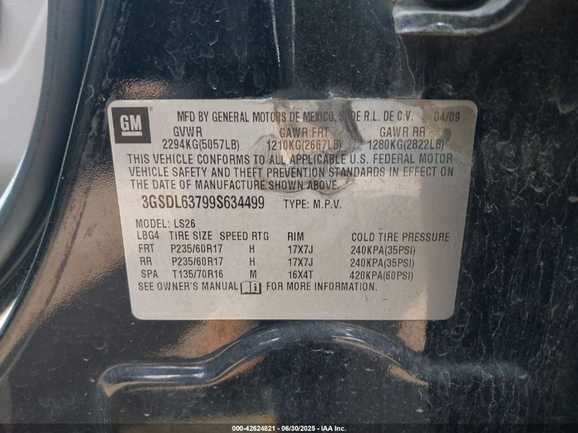 GM
MFD BY GENERAL MOTORS DE MEXICO, S. DE R.L. DE C.V. 04/09
GVWR GAWR FRT GAWR RR
2294KG(5057LB) 1210KG(2667LB) 1280KG(2822LB)
THIS VEHICLE CONFORMS TO ALL APPLICABLE U.S. FEDERAL MOTOR
VEHICLE SAFETY AND THEFT PREVENTION STANDARDS IN EFFECT ON
THE DATE OF MANUFACTURE SHOWN ABOVE.
3GSDL63799S634499 TYPE: M.P.V.
MODEL: LS26
LBG4 TIRE SIZE SPEED RTG RIM COLD TIRE PRESSURE
FRT P235/60R17 H 17X7J 240KPA(35PSI)
RR P235/60R17 H 17X7J 240KPA(35PSI)
SPA T135/70R16 M 16X4T 420KPA(60PSI)
SEE OWNER'S MANUAL FOR MORE INFORMATION.
000-42624821 - 06/30/2025 - IAA Inc.